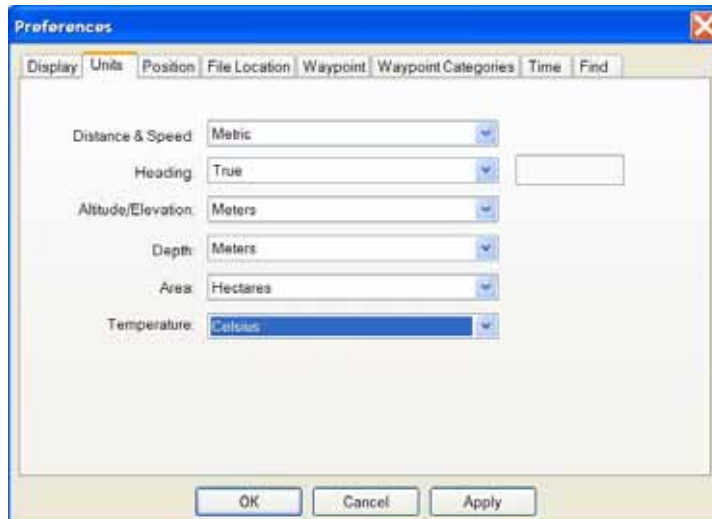 Preferences
Display Units Position File Location Waypoint Waypoint Categories Time Find
Distance & Speed: Metric
Heading: True
Altitude/Elevation: Meters
Depth: Meters
Area: Hectares
Temperature: Celsius
OK Cancel Apply